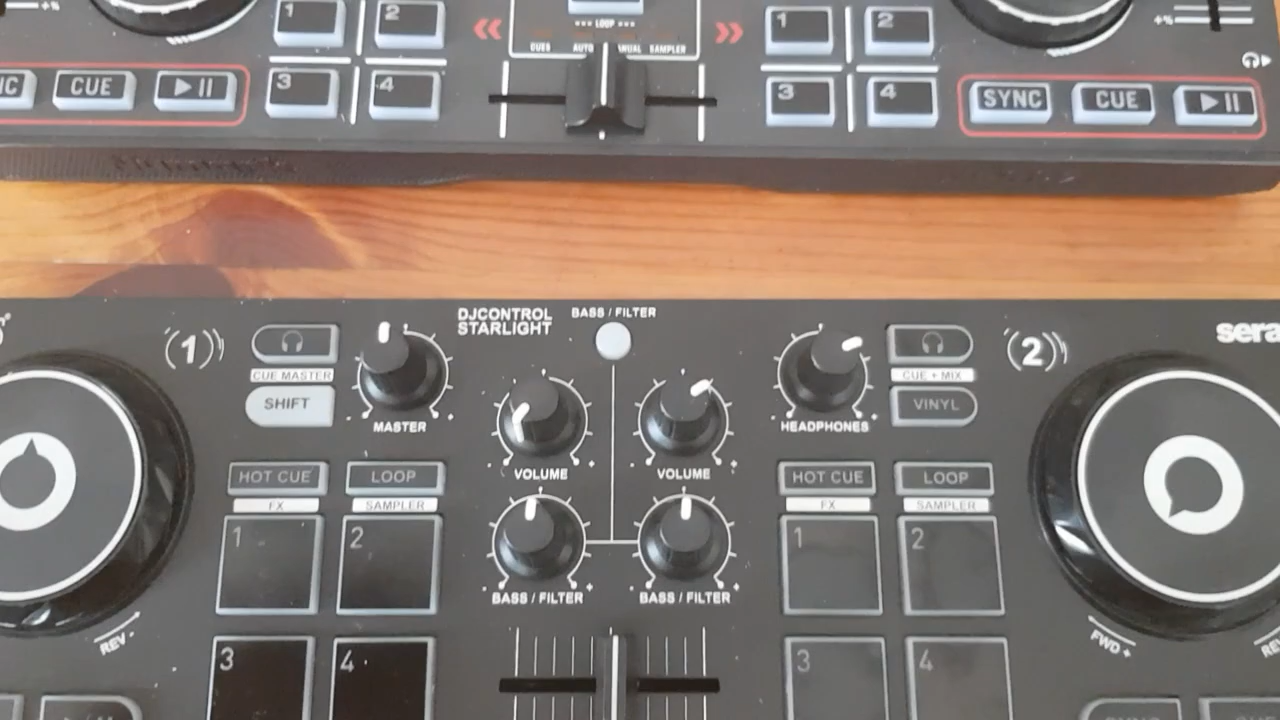 1 2 1 2
LOOP
CUES AUTO MANUAL SAMPLER
3 4 3 4
CUE SYNC CUE
DJCONTROL
STARLIGHT
BASS / FILTER
1 2
CUE MASTER CUE + MIX
SHIFT VINYL
MASTER HEADPHONES
VOLUME VOLUME
HOT CUE LOOP HOT CUE LOOP
FX SAMPLER FX SAMPLER
1 2 1 2
BASS / FILTER BASS / FILTER
REV - FWD +
3 4 3 4